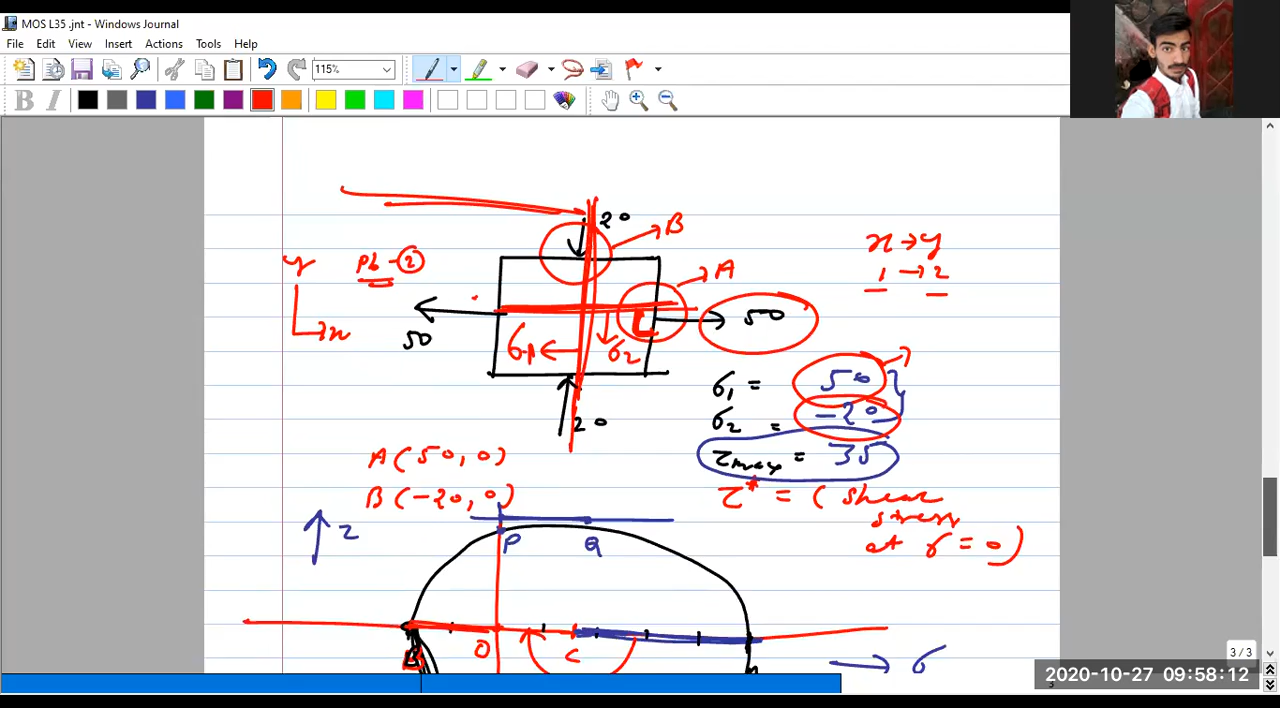 MOS L35 .jnt - Windows Journal
File Edit View Insert Actions Tools Help
115%
B I
20
B
x → y
1 → 2
y
Pb - 2
A
x
50
50
σ1
σ2
σ1 = 50
σ2 = -20
τmax = 35
A (50, 0)
B (-20, 0)
τ* = ( shear
stress
at σ = 0 )
20
τ
P
Q
B
O
C
→ σ
3 / 3
2020-10-27 09:58:12